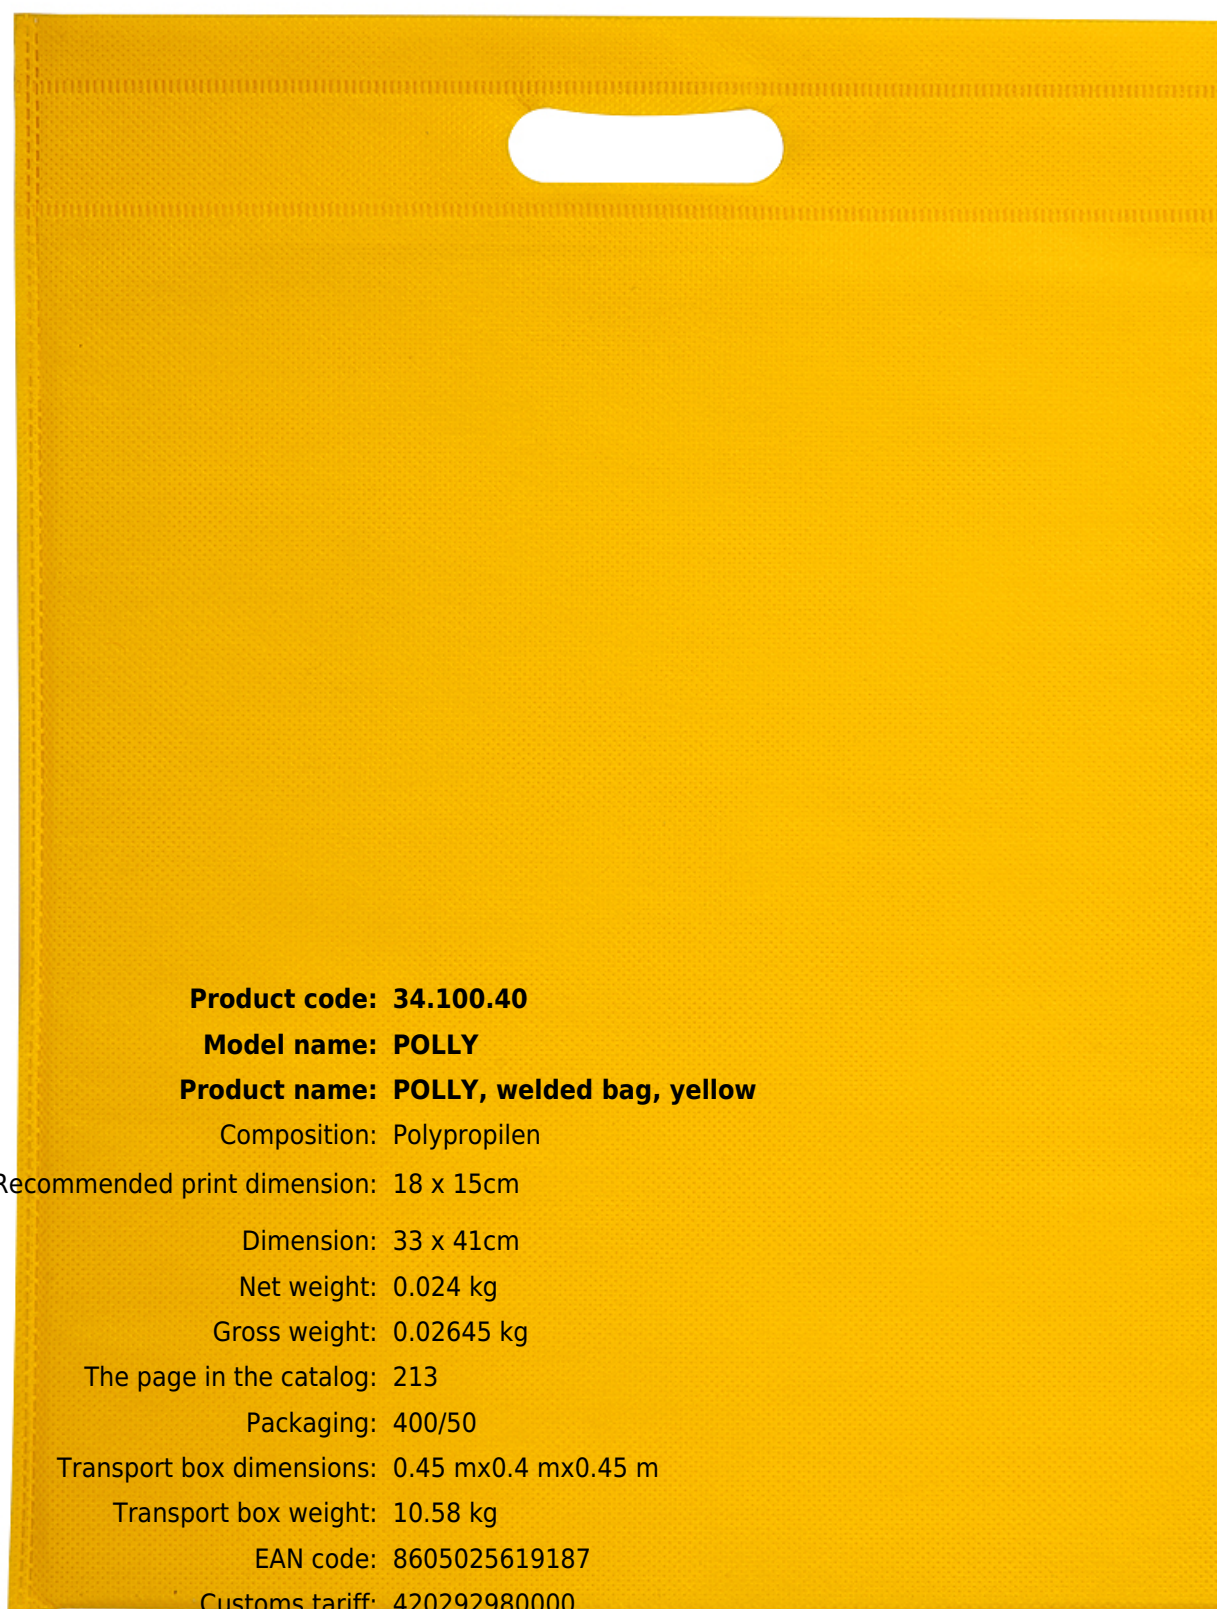 Product code: 34.100.40
Model name: POLLY
Product name: POLLY, welded bag, yellow
Composition: Polypropilen
Recommended print dimension: 18 x 15cm
Dimension: 33 x 41cm
Net weight: 0.024 kg
Gross weight: 0.02645 kg
The page in the catalog: 213
Packaging: 400/50
Transport box dimensions: 0.45 mx0.4 mx0.45 m
Transport box weight: 10.58 kg
EAN code: 8605025619187
Customs tariff: 420292980000